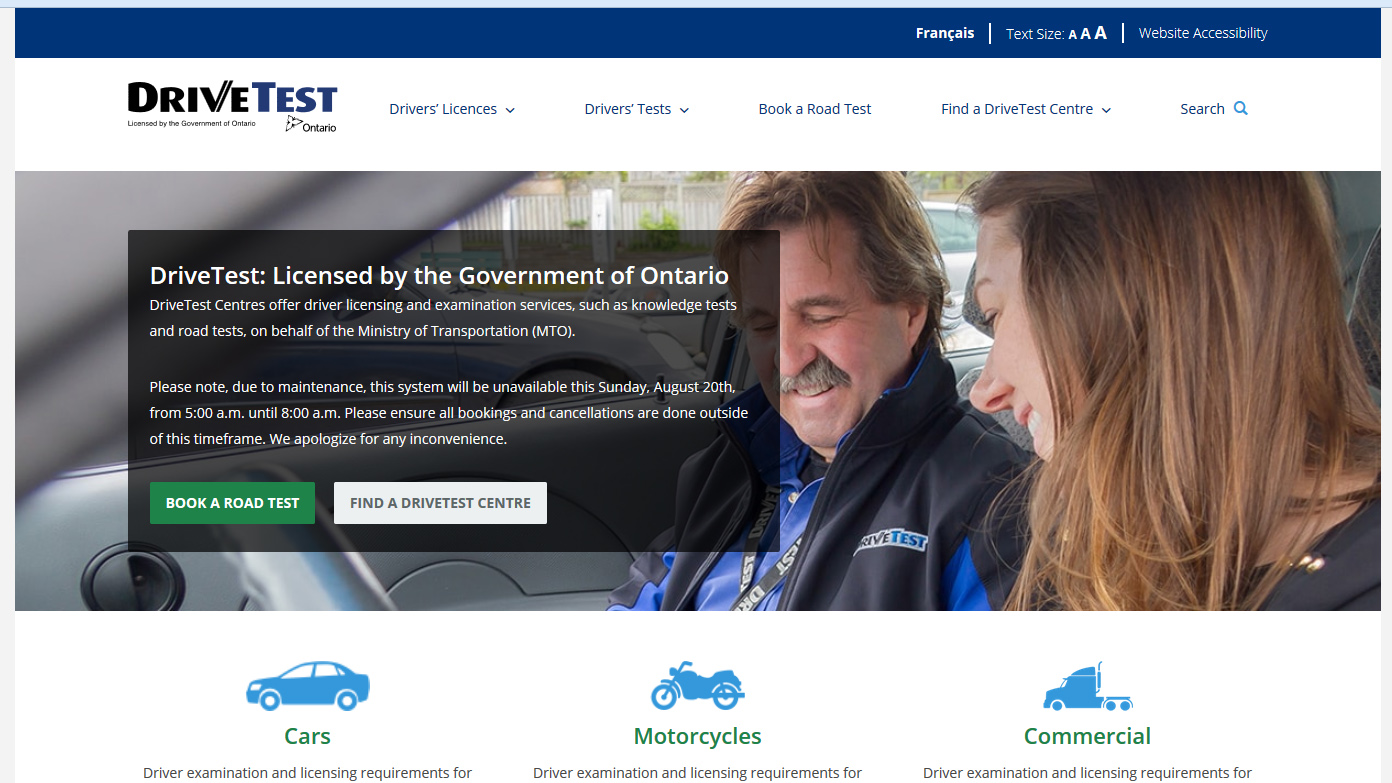 Français
Text Size: A A A
Website Accessibility
DRIVETEST
Licensed by the Government of Ontario
Ontario
Drivers’ Licences
Drivers’ Tests
Book a Road Test
Find a DriveTest Centre
Search
DriveTest: Licensed by the Government of Ontario
DriveTest Centres offer driver licensing and examination services, such as knowledge tests
and road tests, on behalf of the Ministry of Transportation (MTO).
Please note, due to maintenance, this system will be unavailable this Sunday, August 20th,
from 5:00 a.m. until 8:00 a.m. Please ensure all bookings and cancellations are done outside
of this timeframe. We apologize for any inconvenience.
BOOK A ROAD TEST
FIND A DRIVETEST CENTRE
DRIVETEST
Cars
Motorcycles
Commercial
Driver examination and licensing requirements for
Driver examination and licensing requirements for
Driver examination and licensing requirements for